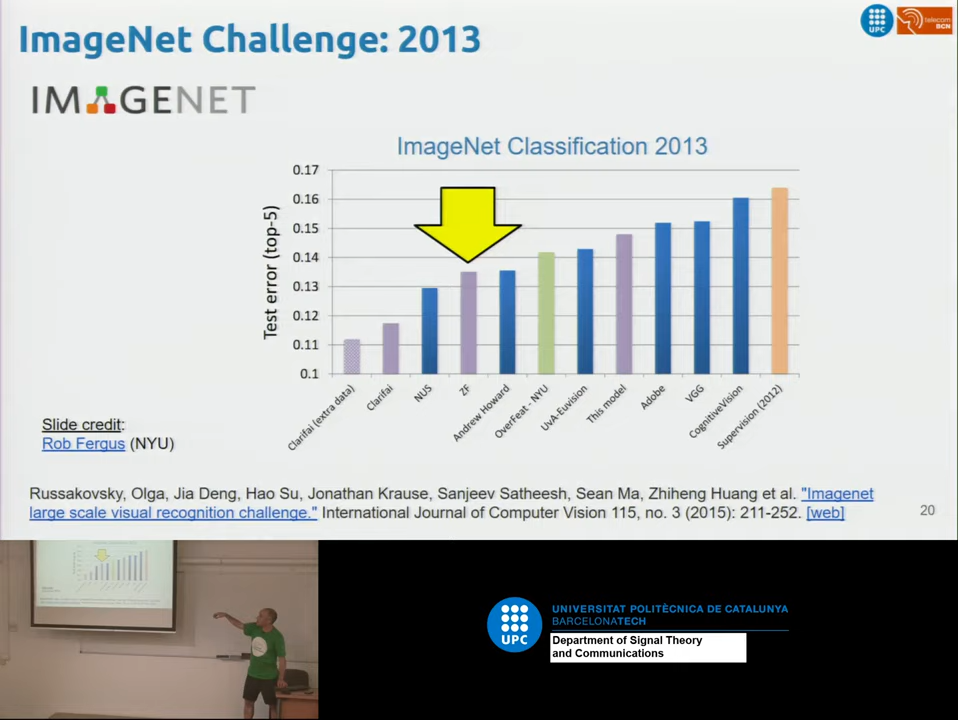 ImageNet Challenge: 2013
UPC
telecom
BCN
IMAGENET
ImageNet Classification 2013
Test error (top-5)
0.17
0.16
0.15
0.14
0.13
0.12
0.11
0.1
Clarifai (extra data)
Clarifai
NUS
ZF
Andrew Howard
OverFeat - NYU
UvA-Euvision
This model
Adobe
VGG
CognitiveVision
Supervision (2012)
Slide credit:
Rob Fergus (NYU)
Russakovsky, Olga, Jia Deng, Hao Su, Jonathan Krause, Sanjeev Satheesh, Sean Ma, Zhiheng Huang et al. "Imagenet
large scale visual recognition challenge." International Journal of Computer Vision 115, no. 3 (2015): 211-252. [web]
20
UPC
UNIVERSITAT POLITÈCNICA DE CATALUNYA
BARCELONATECH
Department of Signal Theory
and Communications